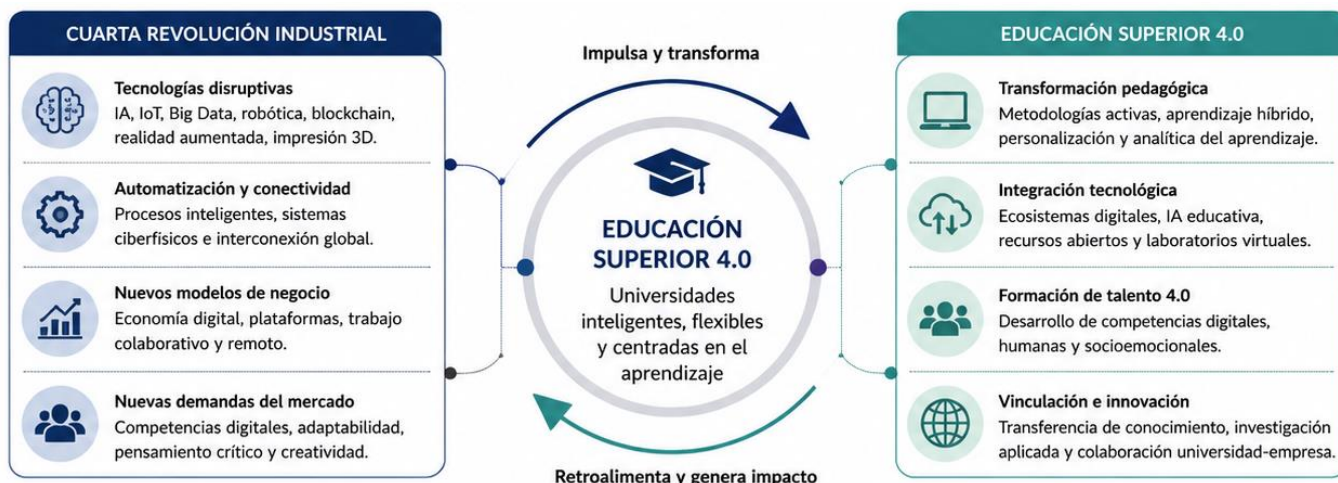 CUARTA REVOLUCIÓN INDUSTRIAL
Tecnologías disruptivas
IA, IoT, Big Data, robótica, blockchain,
realidad aumentada, impresión 3D.
Automatización y conectividad
Procesos inteligentes, sistemas
ciberfísicos e interconexión global.
Nuevos modelos de negocio
Economía digital, plataformas, trabajo
colaborativo y remoto.
Nuevas demandas del mercado
Competencias digitales, adaptabilidad,
pensamiento crítico y creatividad.
Impulsa y transforma
EDUCACIÓN
SUPERIOR 4.0
Universidades
inteligentes, flexibles
y centradas en el
aprendizaje
Retroalimenta y genera impacto
EDUCACIÓN SUPERIOR 4.0
Transformación pedagógica
Metodologías activas, aprendizaje híbrido,
personalización y analítica del aprendizaje.
Integración tecnológica
Ecosistemas digitales, IA educativa,
recursos abiertos y laboratorios virtuales.
Formación de talento 4.0
Desarrollo de competencias digitales,
humanas y socioemocionales.
Vinculación e innovación
Transferencia de conocimiento, investigación
aplicada y colaboración universidad-empresa.